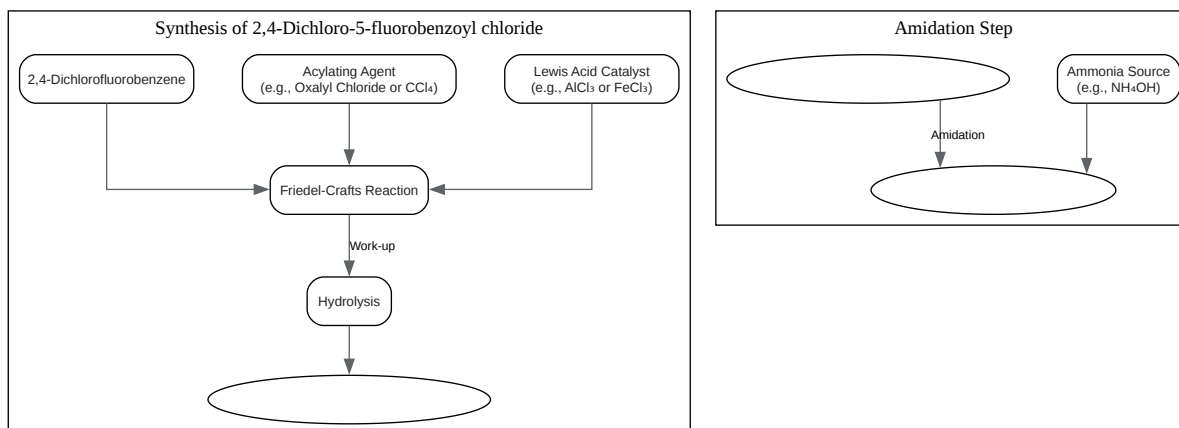 Synthesis of 2,4-Dichloro-5-fluorobenzoyl chloride
2,4-Dichlorofluorobenzene
Acylating Agent
(e.g., Oxalyl Chloride or CCl₄)
Lewis Acid Catalyst
(e.g., AlCl₃ or FeCl₃)
Friedel-Crafts Reaction
Work-up
Hydrolysis
Amidation Step
Ammonia Source
(e.g., NH₄OH)
Amidation